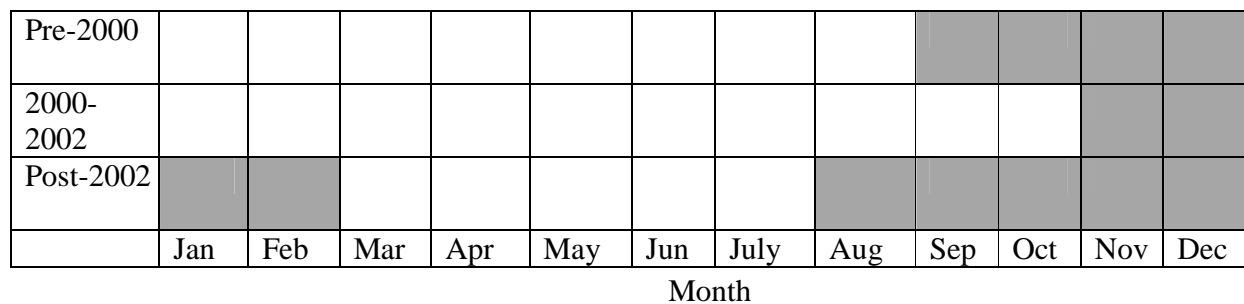 Pre-2000
2000-
2002
Post-2002
Jan Feb Mar Apr May Jun July Aug Sep Oct Nov Dec
Month